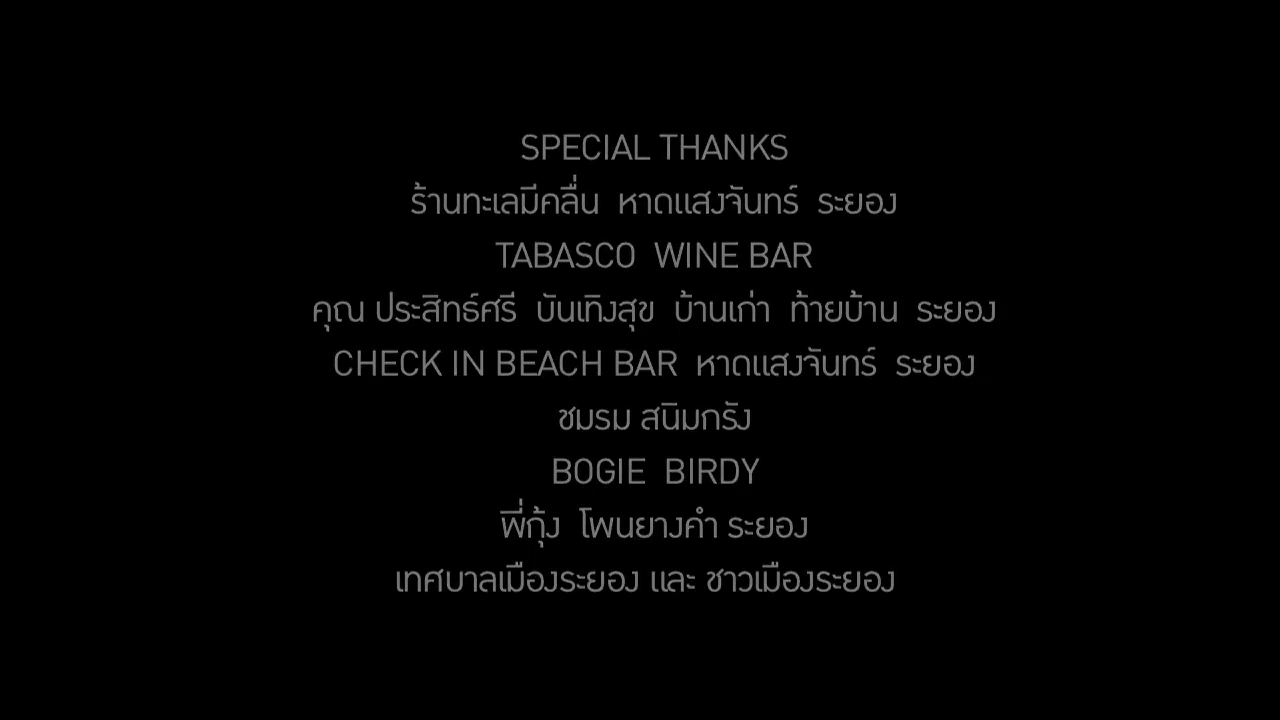 SPECIAL THANKS
ร้านทะเลมีคลื่น หาดแสงจันทร์ ระยอง
TABASCO WINE BAR
คุณ ประสิทธ์ศรี บันเทิงสุข บ้านเก่า ท้ายบ้าน ระยอง
CHECK IN BEACH BAR หาดแสงจันทร์ ระยอง
ชมรม สนิมกรัง
BOGIE BIRDY
พี่กุ้ง โพนยางคำ ระยอง
เทศบาลเมืองระยอง และ ชาวเมืองระยอง